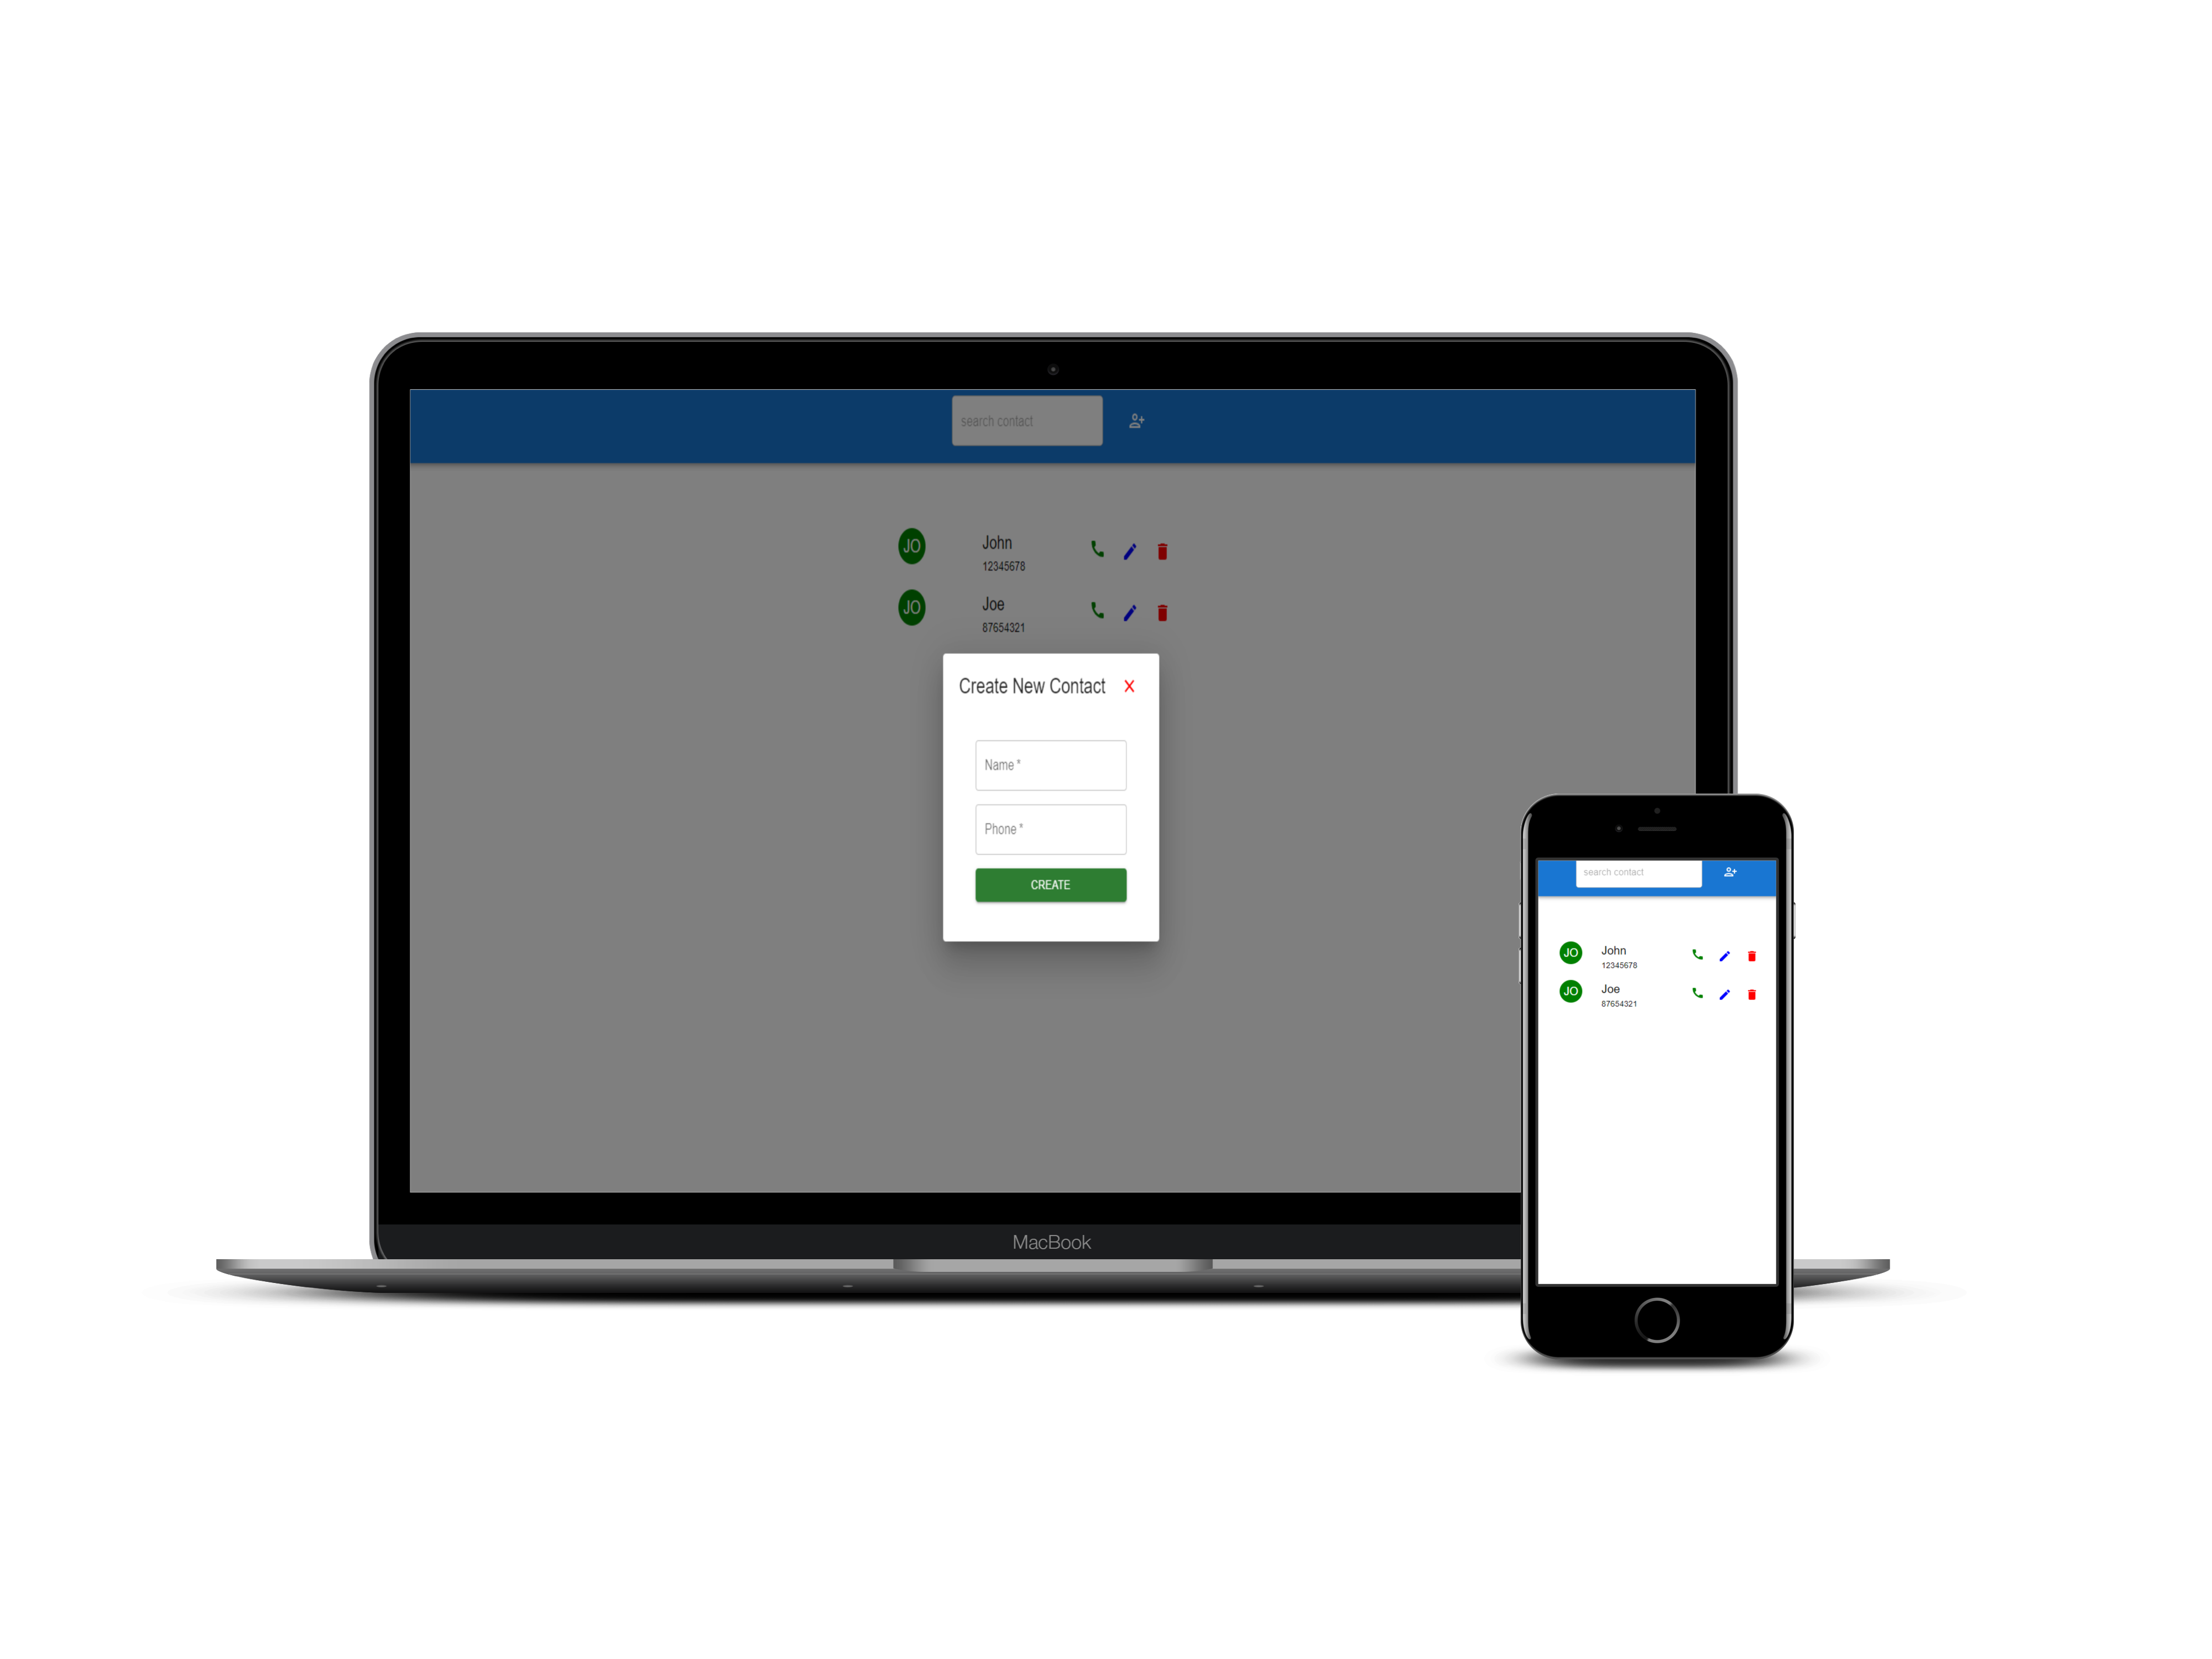 search contact
JO
John
12345678
JO
Joe
87654321
Create New Contact
Name *
Phone *
CREATE
MacBook
search contact
JO
John
12345678
JO
Joe
87654321